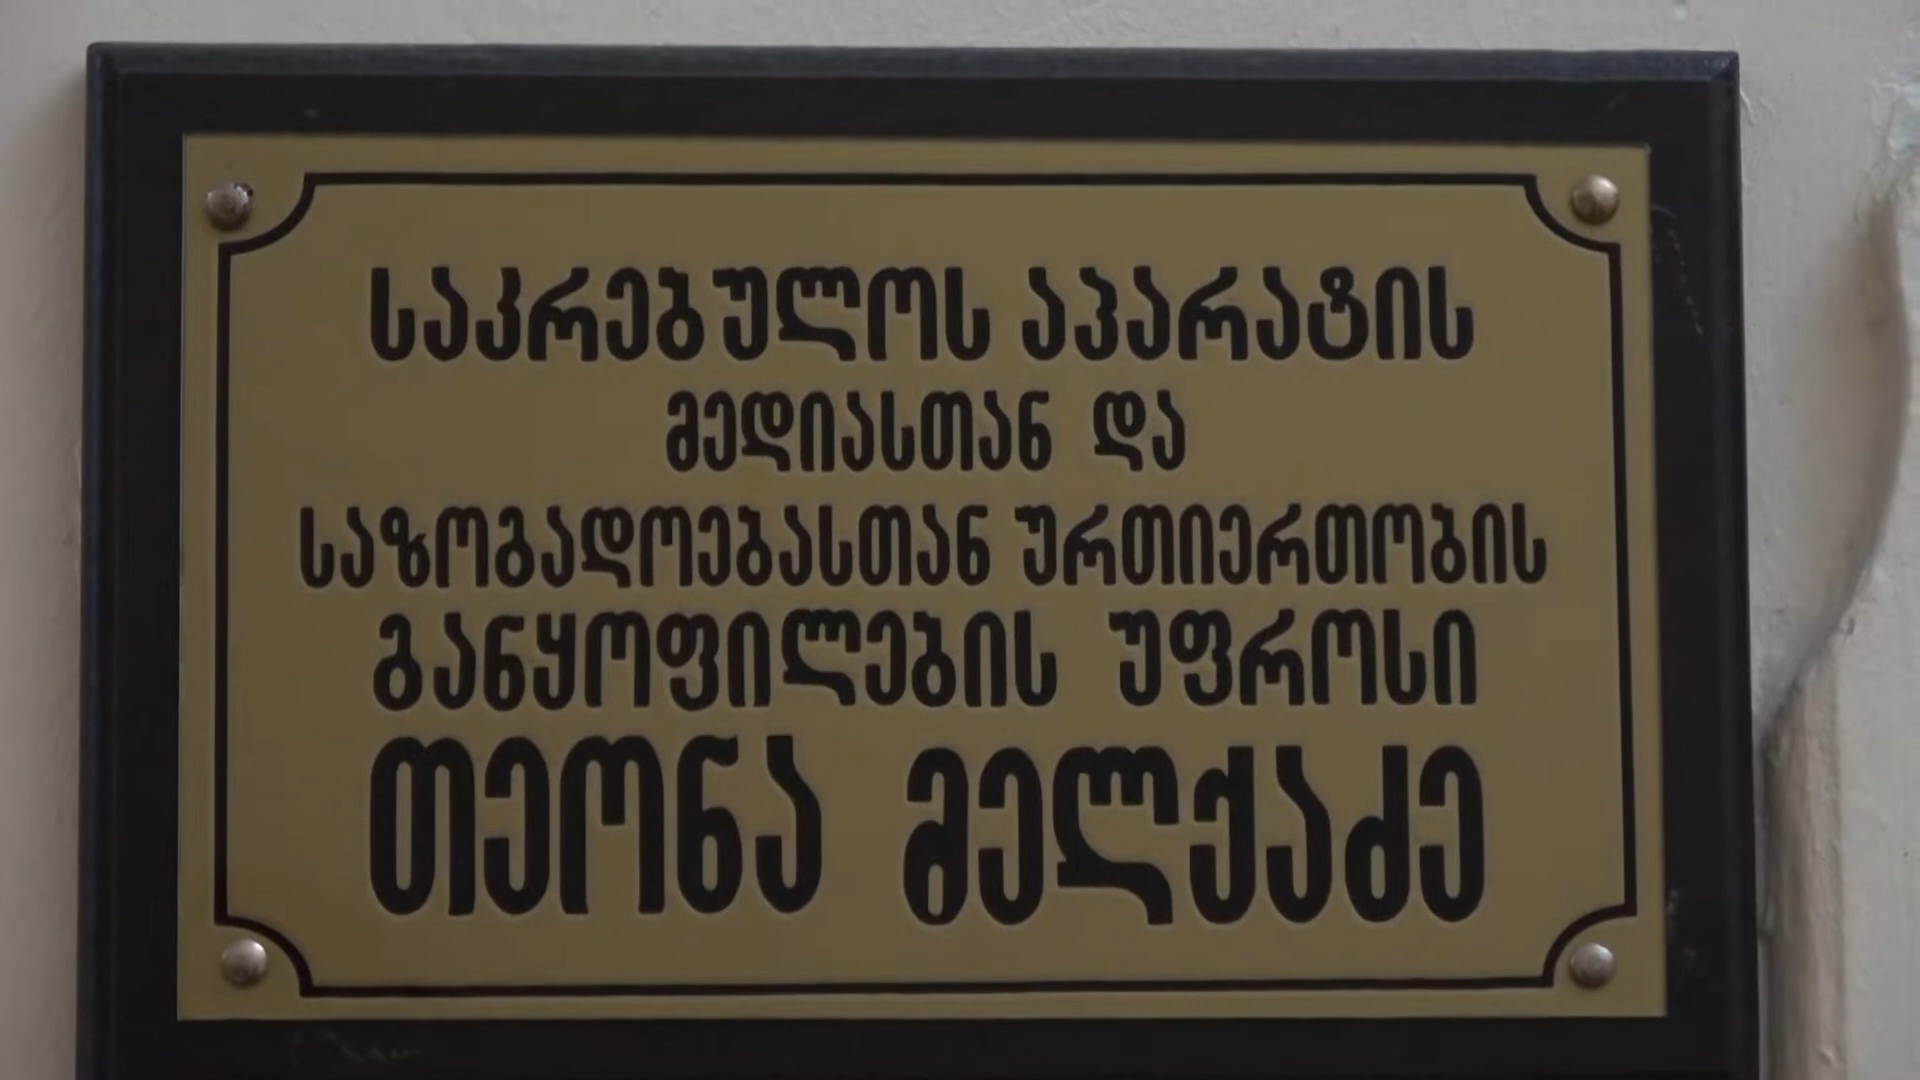 საკრებულოს აპარატის
მედიასთან და
საზოგადოებასთან ურთიერთობის
განყოფილების უფროსი
თეონა მელქაძე